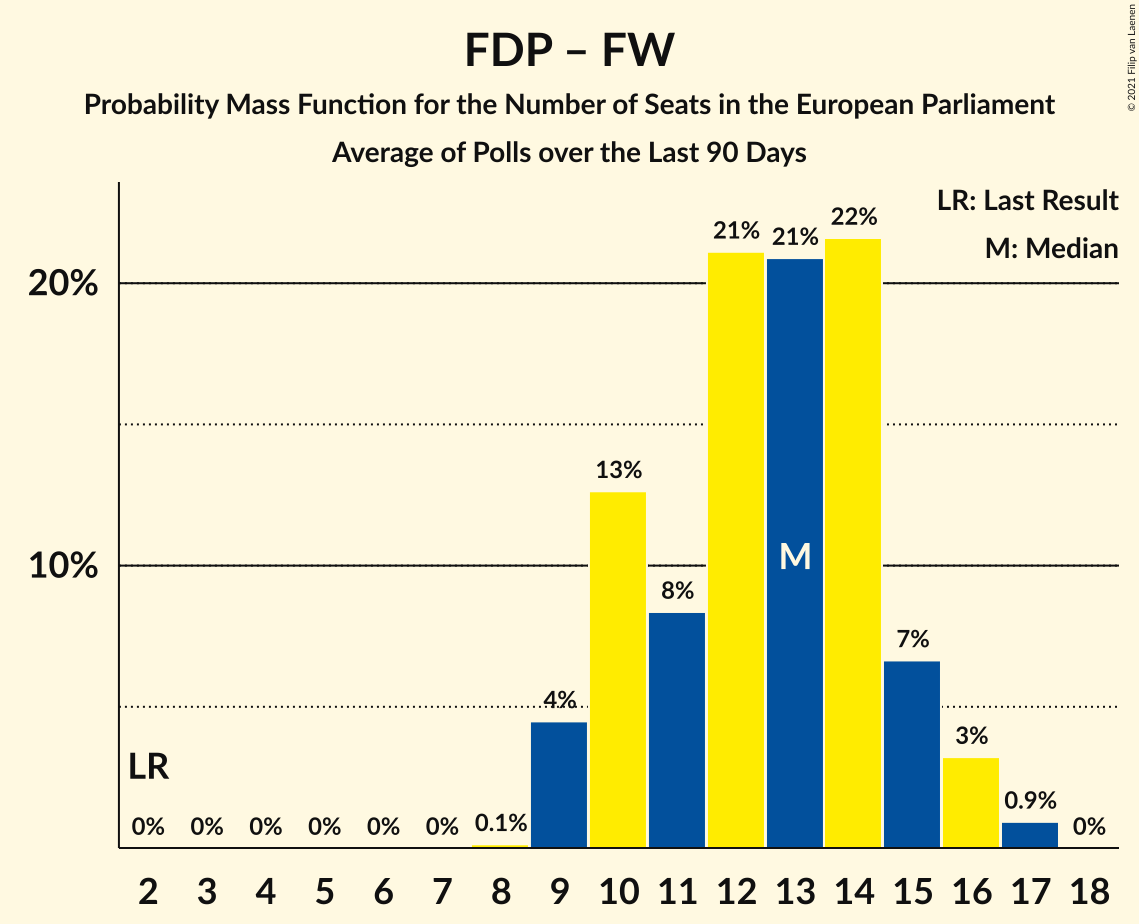 FDP – FW
Probability Mass Function for the Number of Seats in the European Parliament
Average of Polls over the Last 90 Days
© 2021 Filip van Laenen
LR: Last Result
M: Median
20%
10%
21%
21%
22%
13%
8%
7%
4%
3%
0.9%
0.1%
M
LR
0%
0%
0%
0%
0%
0%
0%
2 3 4 5 6 7 8 9 10 11 12 13 14 15 16 17 18